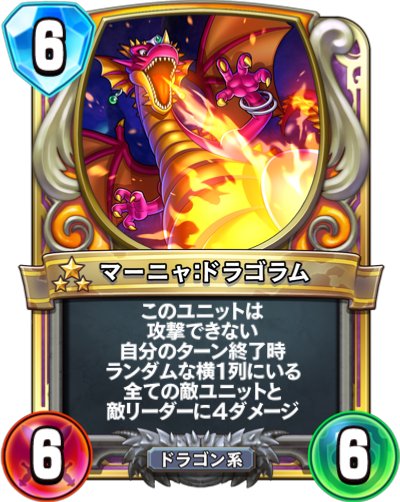 6
マーニャ:ドラゴラム
このユニットは
攻撃できない
自分のターン終了時
ランダムな横1列にいる
全ての敵ユニットと
敵リーダーに4ダメージ
6
ドラゴン系
6